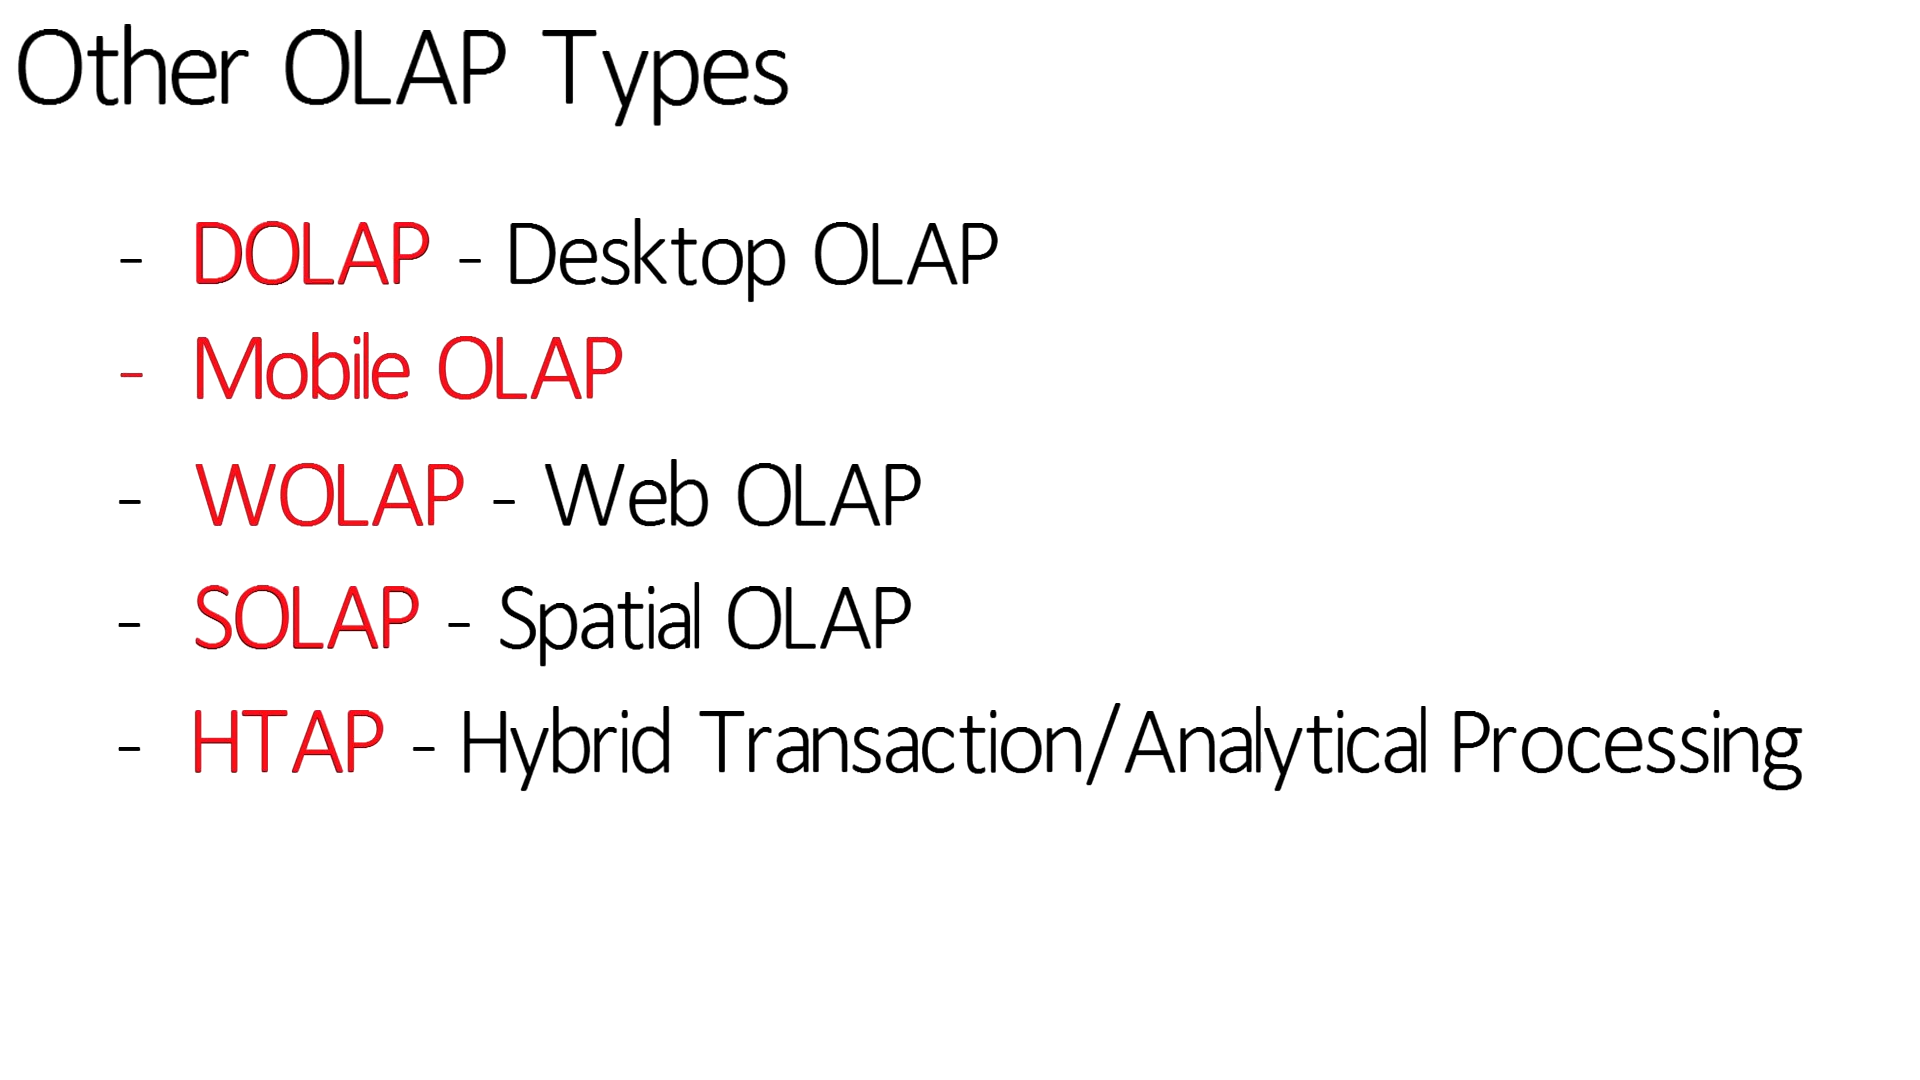 Other OLAP Types
- DOLAP - Desktop OLAP
- Mobile OLAP
- WOLAP - Web OLAP
- SOLAP - Spatial OLAP
- HTAP - Hybrid Transaction/Analytical Processing